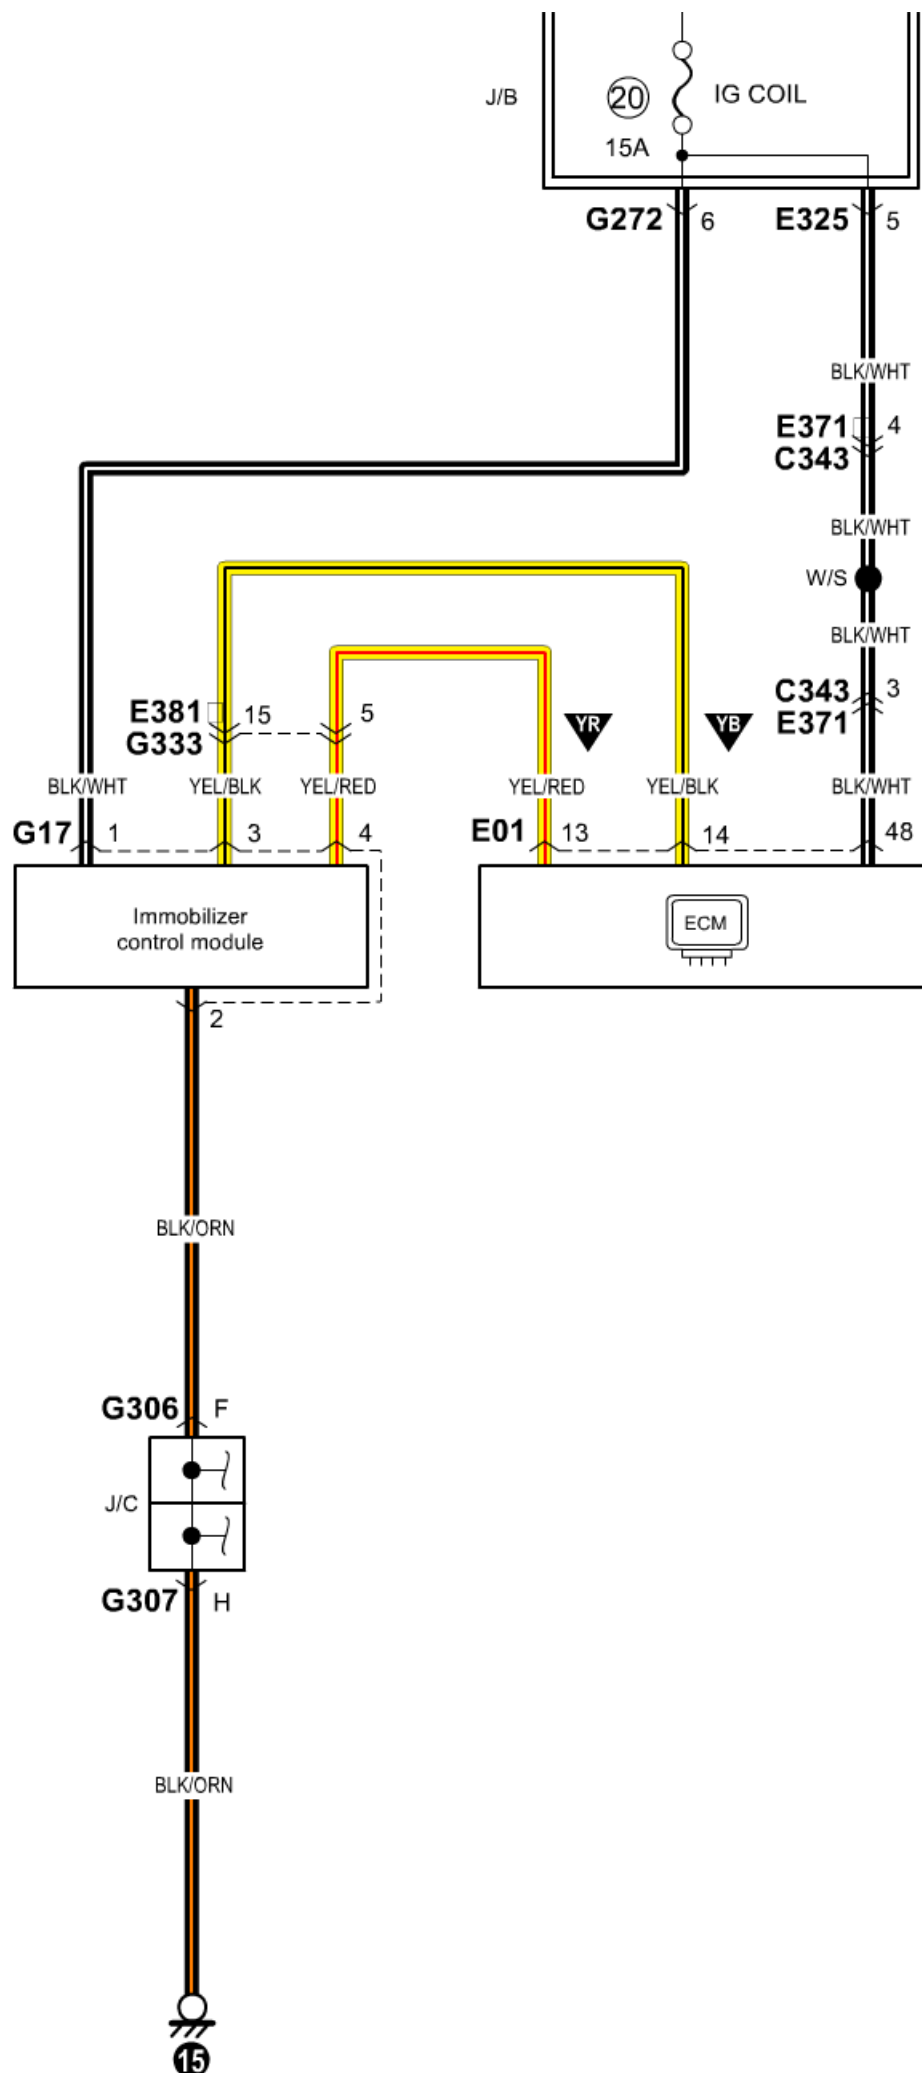 J/B 20 IG COIL
15A
G272 6 E325 5
BLK/WHT
E371 4
C343
BLK/WHT
W/S
BLK/WHT
C343 3
E371
E381 15 5
G333
YR YB
BLK/WHT YEL/BLK YEL/RED YEL/RED YEL/BLK BLK/WHT
G17 1 3 4 E01 13 14 48
Immobilizer
control module
ECM
2
BLK/ORN
G306 F
J/C
G307 H
BLK/ORN
15